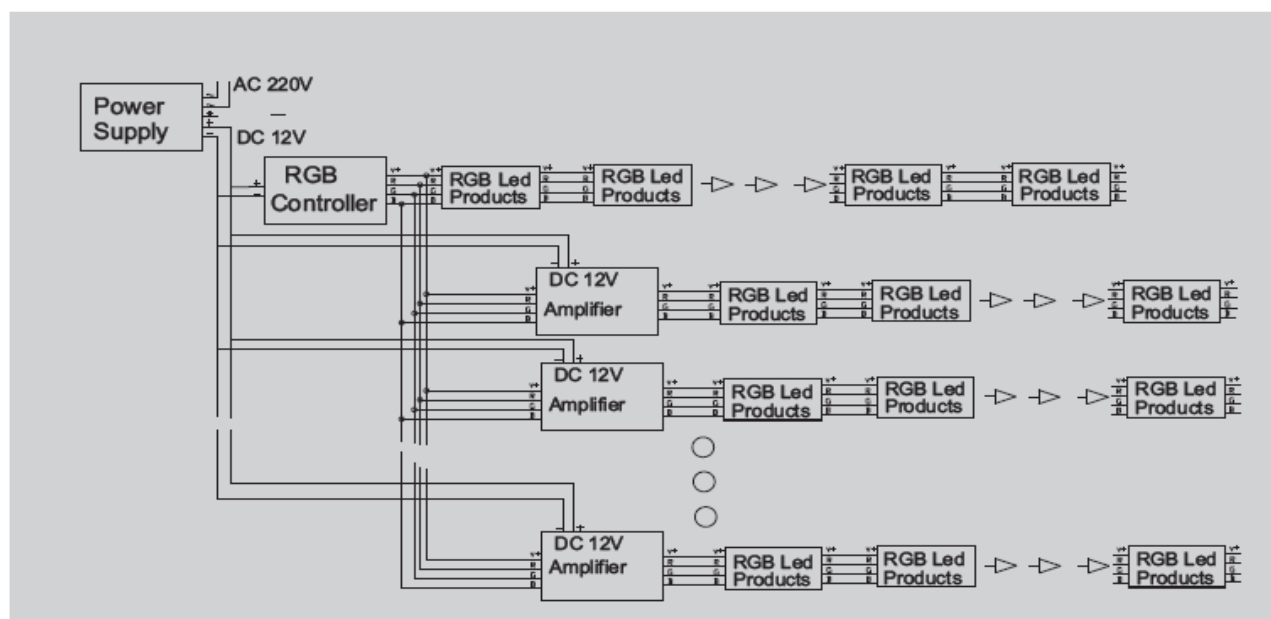 AC 220V
Power
Supply
DC 12V
RGB
Controller
RGB Led
Products
RGB Led
Products
RGB Led
Products
RGB Led
Products
DC 12V
Amplifier
RGB Led
Products
RGB Led
Products
RGB Led
Products
DC 12V
Amplifier
RGB Led
Products
RGB Led
Products
RGB Led
Products
DC 12V
Amplifier
RGB Led
Products
RGB Led
Products
RGB Led
Products